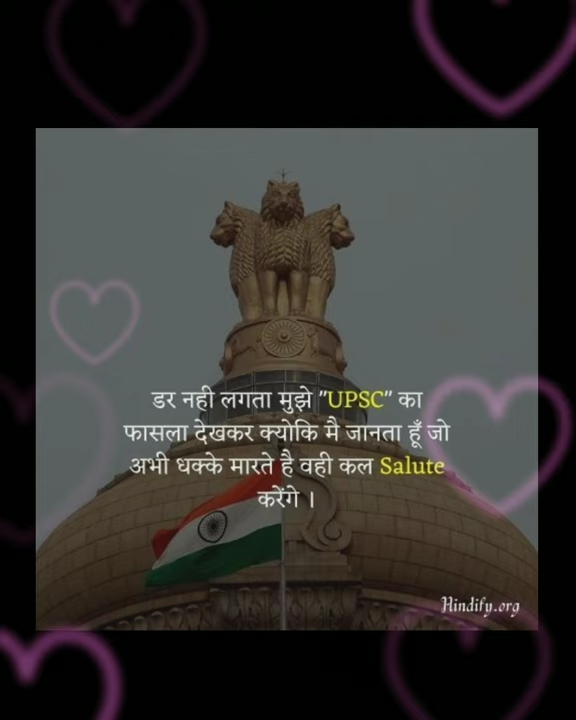 डर नही लगता मुझे "UPSC" का
फासला देखकर क्योकि मै जानता हूँ जो
अभी धक्के मारते है वही कल Salute
करेंगे ।
Hindify.org